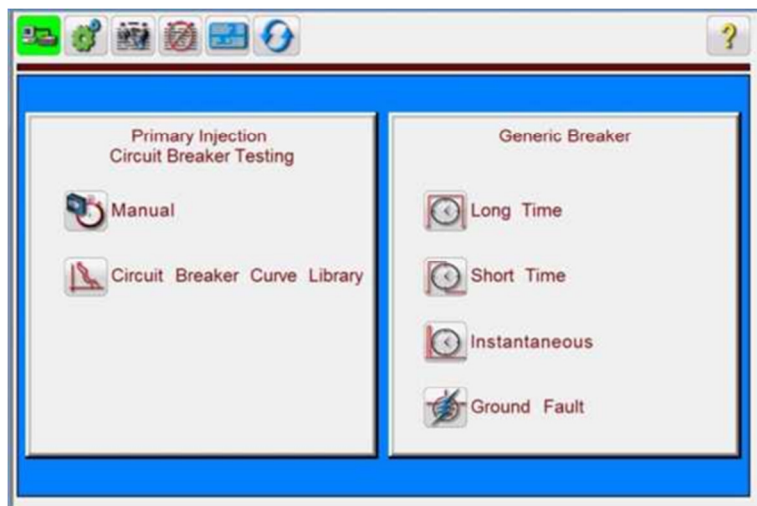 ?
Primary Injection
Circuit Breaker Testing
Manual
Circuit Breaker Curve Library
Generic Breaker
Long Time
Short Time
Instantaneous
Ground Fault